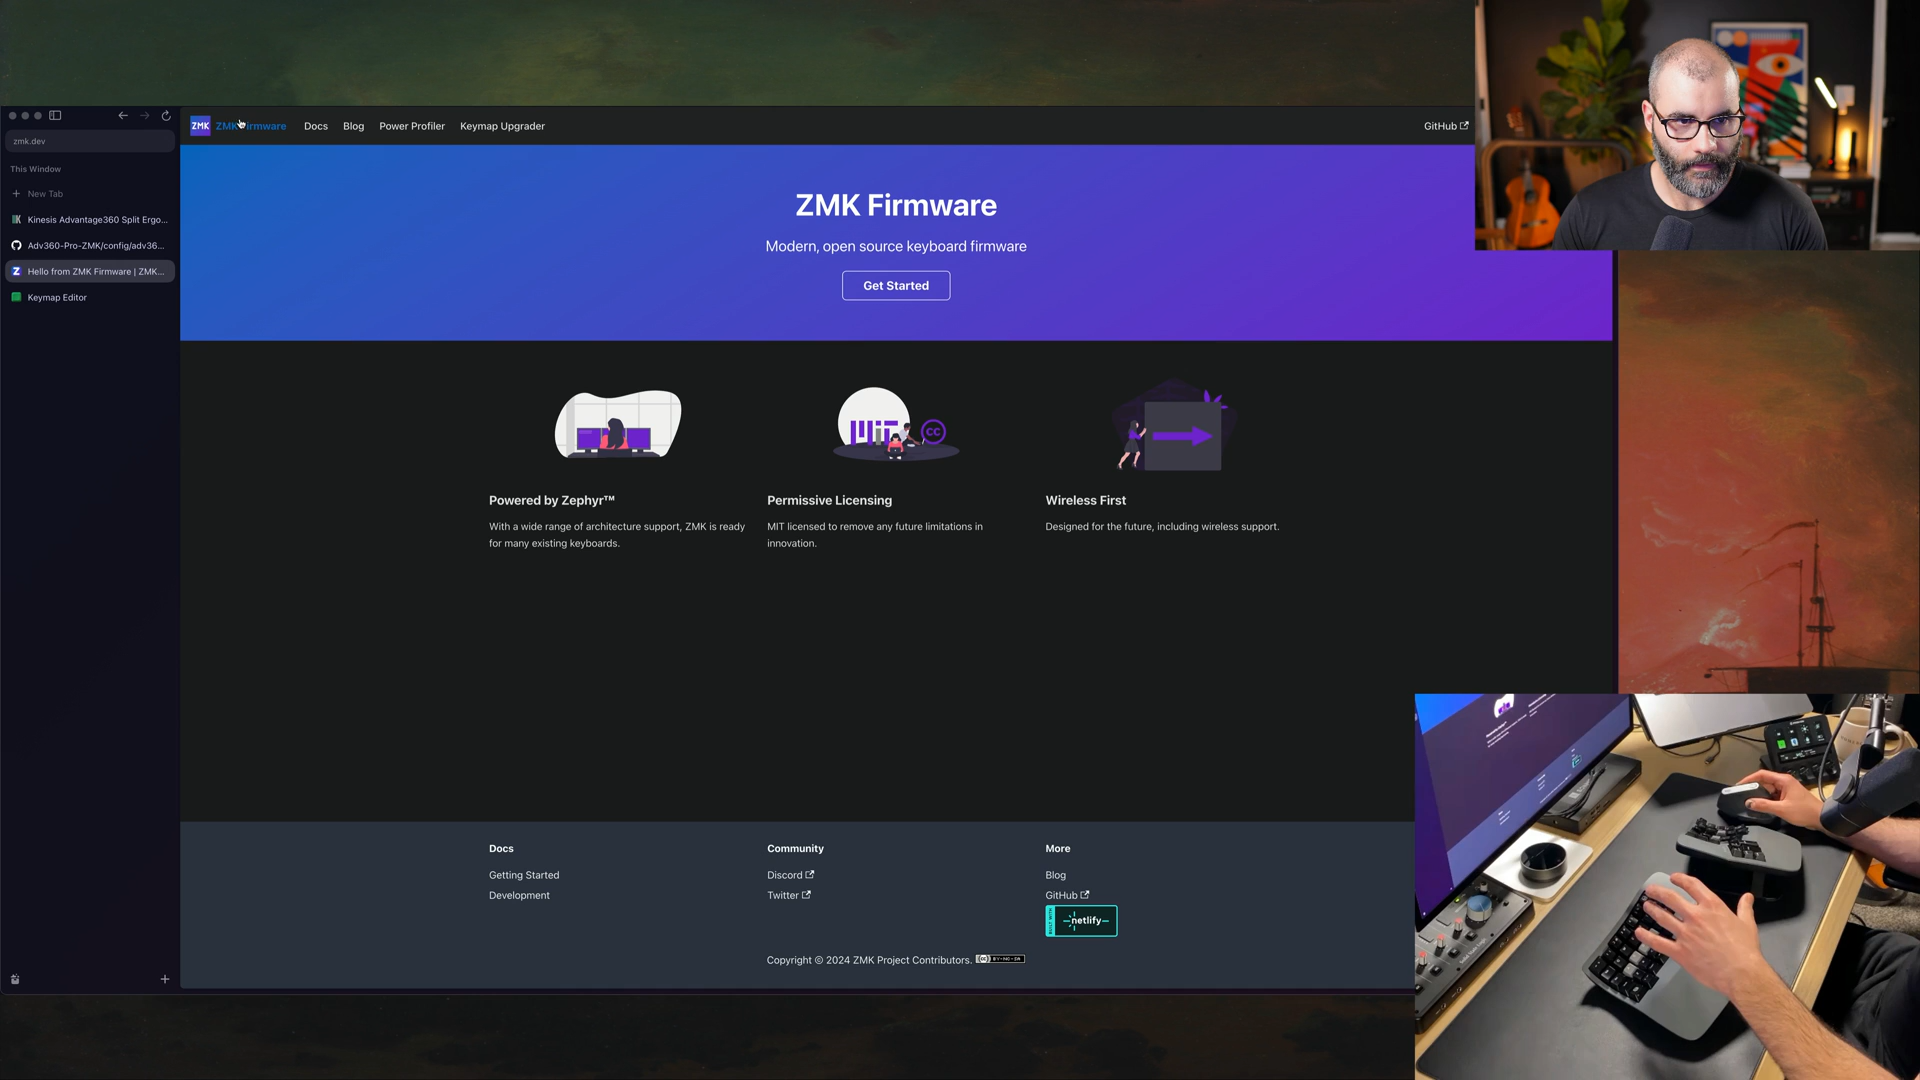 zmk.dev
This Window
New Tab
Kinesis Advantage360 Split Ergo...
Adv360-Pro-ZMK/config/adv36...
Hello from ZMK Firmware | ZMK...
Keymap Editor
ZMK ZMK Firmware Docs Blog Power Profiler Keymap Upgrader GitHub
ZMK Firmware
Modern, open source keyboard firmware
Get Started
MiT CC
Powered by Zephyr™
With a wide range of architecture support, ZMK is ready
for many existing keyboards.
Permissive Licensing
MIT licensed to remove any future limitations in
innovation.
Wireless First
Designed for the future, including wireless support.
Docs
Getting Started
Development
Community
Discord
Twitter
More
Blog
GitHub
netlify
Copyright © 2024 ZMK Project Contributors.